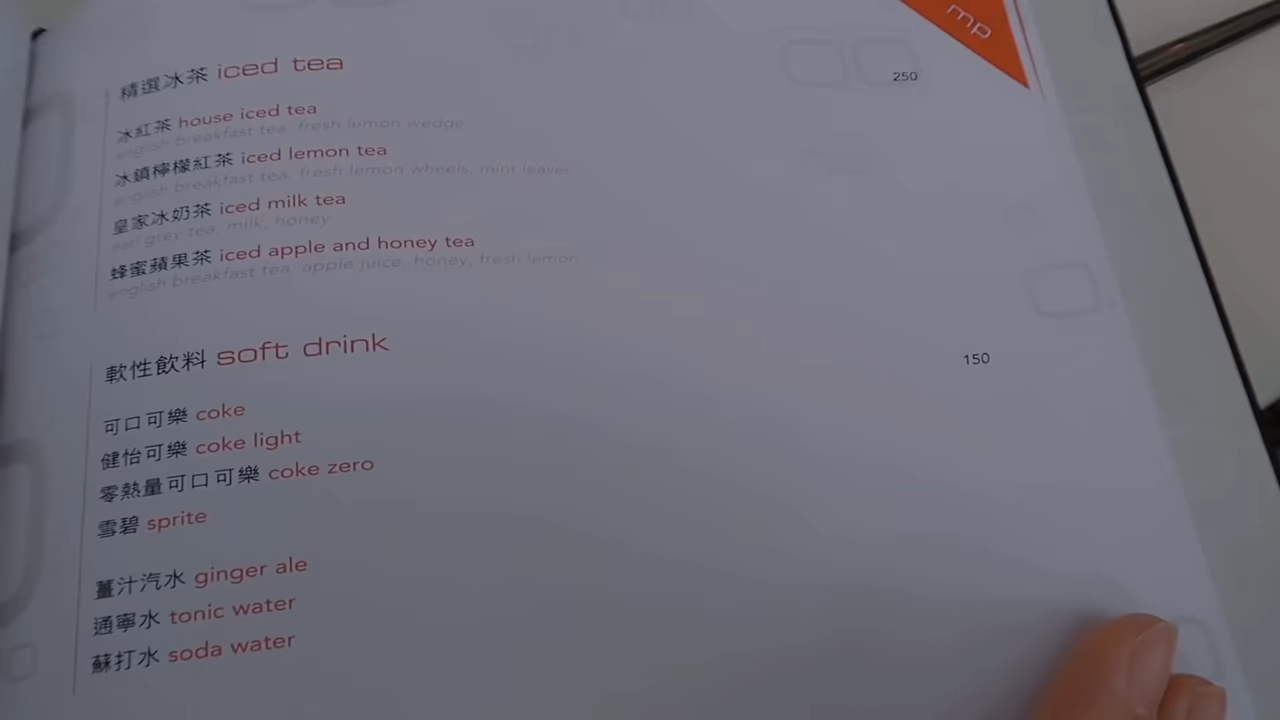 mp
精選冰茶 iced tea
250
冰紅茶 house iced tea
english breakfast tea, fresh lemon wedge
冰鎮檸檬紅茶 iced lemon tea
english breakfast tea, fresh lemon wheels, mint leaves
皇家冰奶茶 iced milk tea
earl grey tea, milk, honey
蜂蜜蘋果茶 iced apple and honey tea
english breakfast tea, apple juice, honey, fresh lemon
軟性飲料 soft drink
150
可口可樂 coke
健怡可樂 coke light
零熱量可口可樂 coke zero
雪碧 sprite
薑汁汽水 ginger ale
通寧水 tonic water
蘇打水 soda water